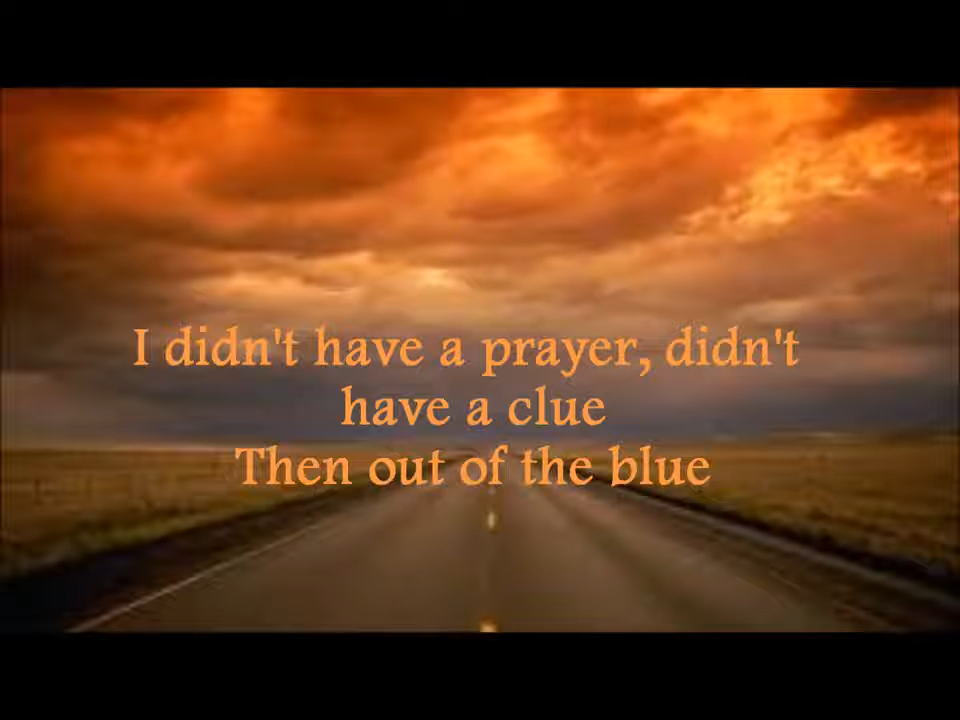 I didn't have a prayer, didn't
have a clue
Then out of the blue